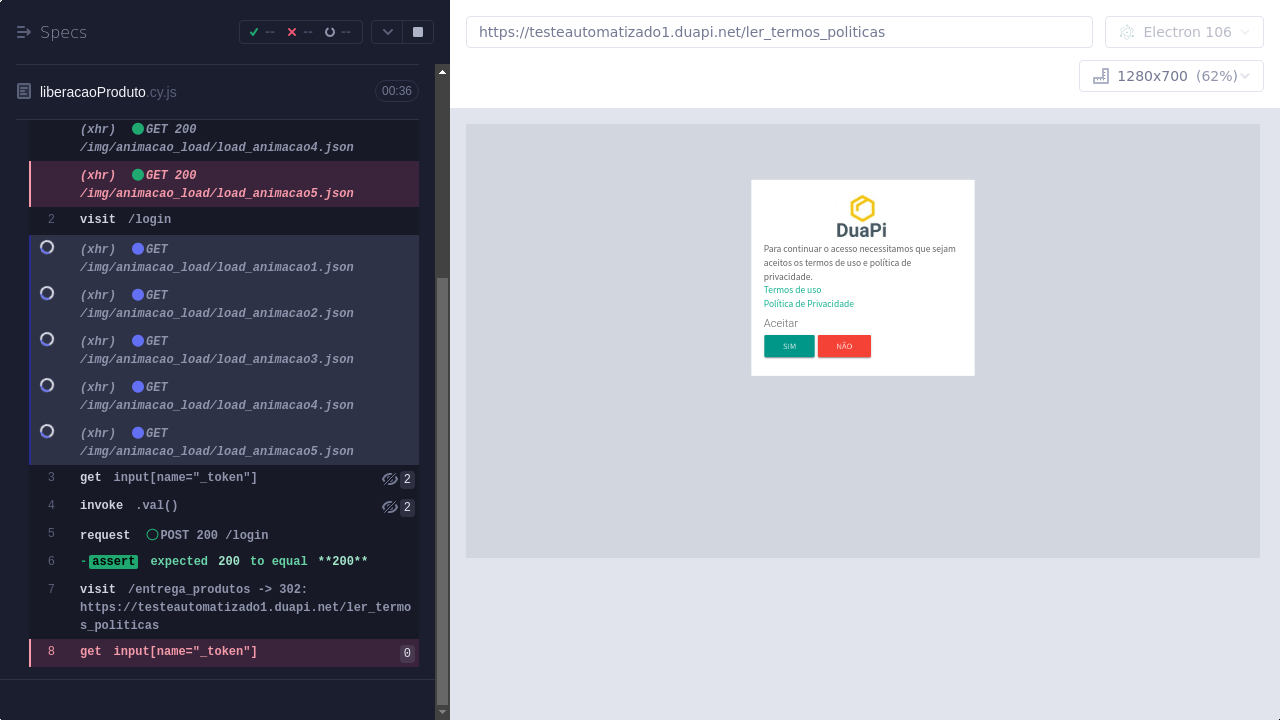 Specs
--
--
--
liberacaoProduto.cy.js
00:36
(xhr) GET 200
/img/animacao_load/load_animacao4.json
(xhr) GET 200
/img/animacao_load/load_animacao5.json
2 visit /login
(xhr) GET
/img/animacao_load/load_animacao1.json
(xhr) GET
/img/animacao_load/load_animacao2.json
(xhr) GET
/img/animacao_load/load_animacao3.json
(xhr) GET
/img/animacao_load/load_animacao4.json
(xhr) GET
/img/animacao_load/load_animacao5.json
3 get input[name="_token"] 2
4 invoke .val() 2
5 request POST 200 /login
6 -assert expected 200 to equal **200**
7 visit /entrega_produtos -> 302:
https://testeautomatizado1.duapi.net/ler_termo
s_politicas
8 get input[name="_token"] 0
https://testeautomatizado1.duapi.net/ler_termos_politicas
Electron 106
1280x700 (62%)
DuaPi
Para continuar o acesso necessitamos que sejam
aceitos os termos de uso e política de
privacidade.
Termos de uso
Política de Privacidade
Aceitar
SIM NÃO